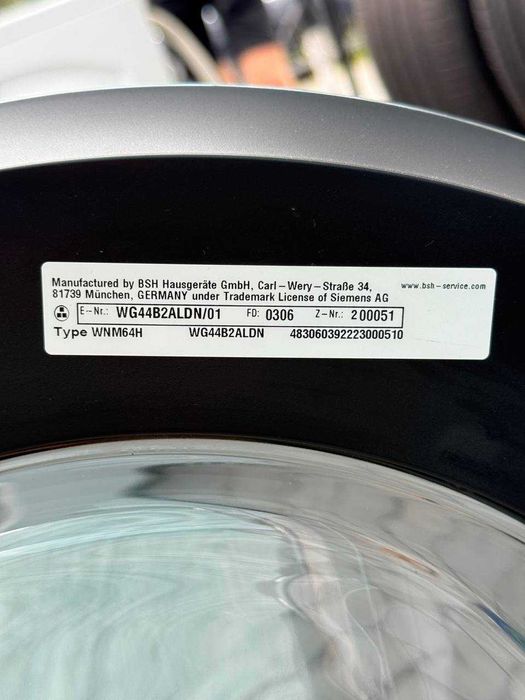 Manufactured by BSH Hausgeräte GmbH, Carl-Wery-Straße 34, www.bsh-service.com
81739 München, GERMANY under Trademark License of Siemens AG
E-Nr.: WG44B2ALDN/01 FD: 0306 Z-Nr.: 200051
Type WNM64H WG44B2ALDN 483060392223000510